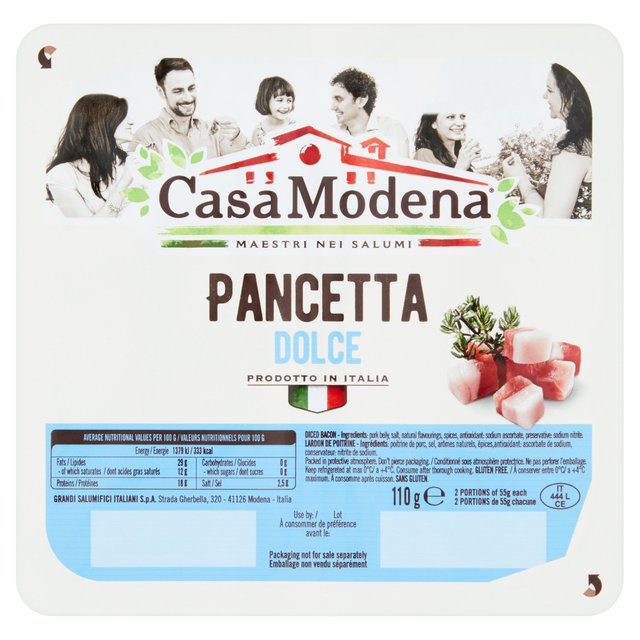 Casa Modena®
MAESTRI NEI SALUMI
PANCETTA
DOLCE
PRODOTTO IN ITALIA
AVERAGE NUTRITIONAL VALUES PER 100 G / VALEURS NUTRITIONNELLES POUR 100 G
Energy / Energie 1379 kJ / 333 kcal
Fats / Lipides 29 g
- of which saturates / dont acides gras saturés 12 g
Proteins / Protéines 18 g
Carbohydrates / Glucides 0 g
- of which sugars / dont sucres 0 g
Salt / Sel 2,5 g
GRANDI SALUMIFICI ITALIANI S.p.A. Strada Gherbella, 320 - 41126 Modena - Italia
DICED BACON - Ingredients: pork belly, salt, natural flavourings, spices, antioxidant: sodium ascorbate, preservative: sodium nitrite.
LARDON DE POITRINE - Ingrédients: poitrine de porc, sel, arômes naturels, épices, antioxidant: ascorbate de sodium,
conservateur: nitrite de sodium.
Packed in protective atmosphere. Don't pierce packaging. / Conditionné sous atmosphère protectrice. Ne pas perforer l'emballage.
Keep refrigerated at max 0°C/a +4°C. Consume after thorough cooking. GLUTEN FREE. / À conserver entre 0°C/a +4°C
maximum. À consomme après cuisson. SANS GLUTEN.
110 g e
2 PORTIONS OF 55g each
2 PORTIONS OF 55g chacune
IT
444 L
CE
Use by: / Lot
À consommer de préférence
avant le:
Packaging not for sale separately
Emballage non vendu séparément